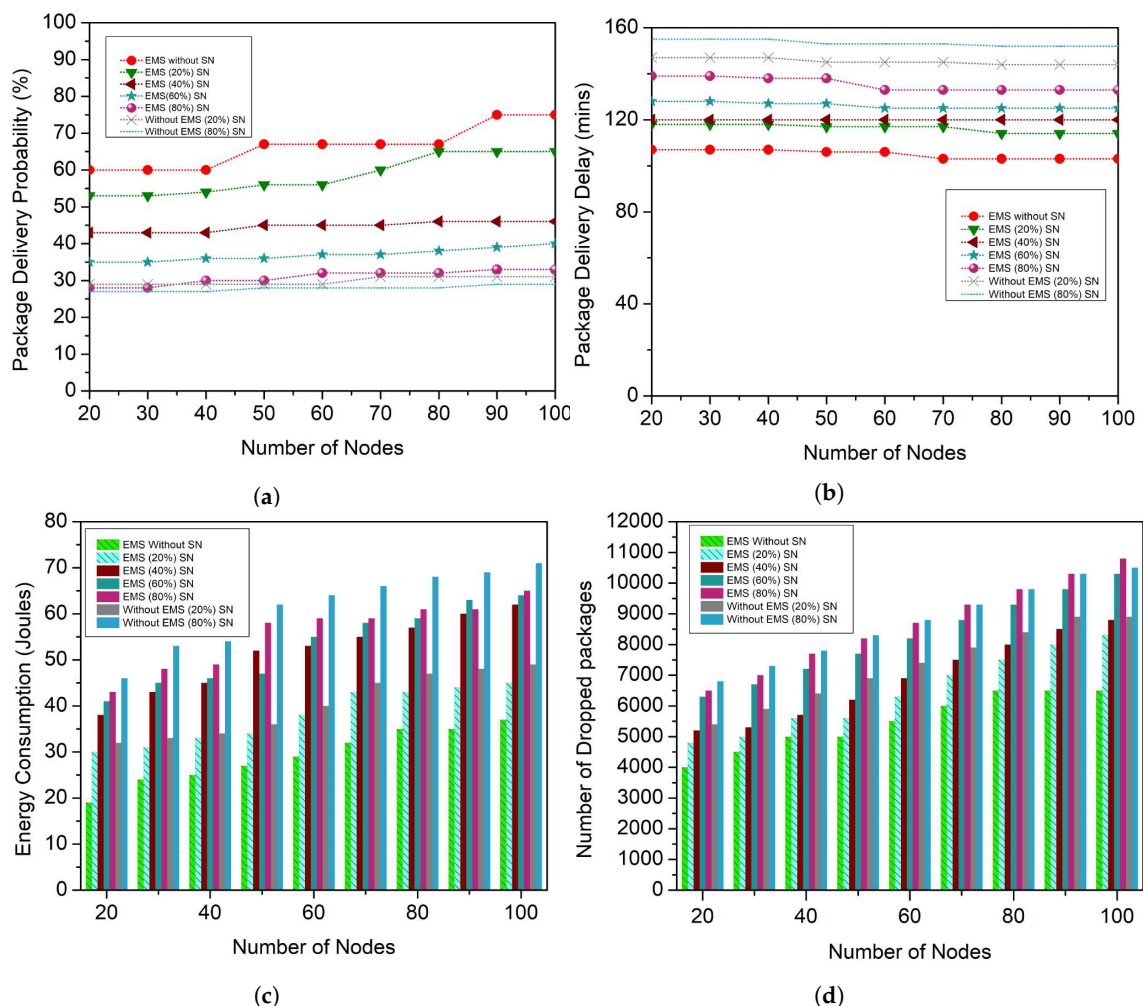 100
90
80
70
60
50
40
30
20
10
0
Package Delivery Probability (%)
EMS without SN
EMS (20%) SN
EMS (40%) SN
EMS(60%) SN
EMS (80%) SN
Without EMS (20%) SN
Without EMS (80%) SN
20 30 40 50 60 70 80 90 100
Number of Nodes
(a)
160
120
80
40
0
Package Delivery Delay (mins)
EMS without SN
EMS (20%) SN
EMS (40%) SN
EMS (60%) SN
EMS (80%) SN
Without EMS (20%) SN
Without EMS (80%) SN
20 30 40 50 60 70 80 90 100
Number of Nodes
(b)
80
70
60
50
40
30
20
10
0
Energy Consumption (Joules)
EMS Without SN
EMS (20%) SN
EMS (40%) SN
EMS (60%) SN
EMS (80%) SN
Without EMS (20%) SN
Without EMS (80%) SN
20 40 60 80 100
Number of Nodes
(c)
12000
11000
10000
9000
8000
7000
6000
5000
4000
3000
2000
1000
0
Number of Dropped packages
EMS Without SN
EMS (20%) SN
EMS (40%) SN
EMS (60%) SN
EMS (80%) SN
Without EMS (20%) SN
Without EMS (80%) SN
20 40 60 80 100
Number of Nodes
(d)